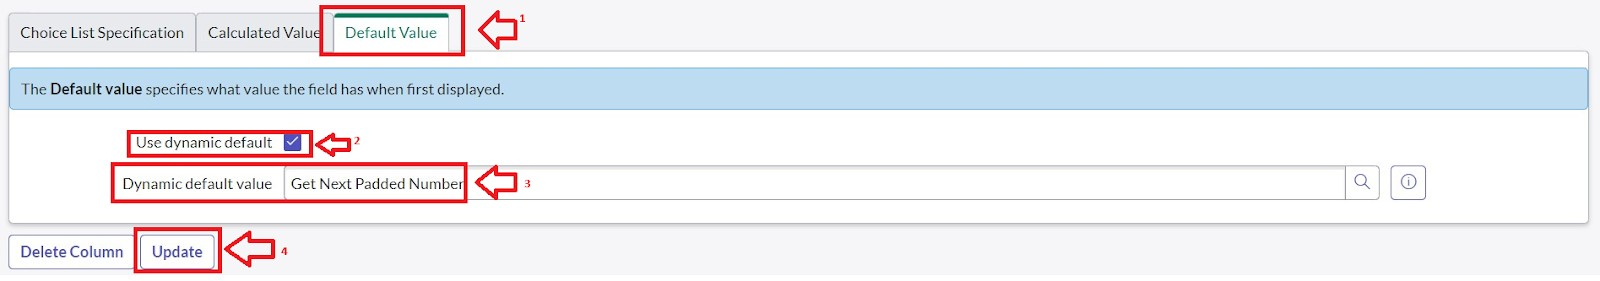 Choice List Specification Calculated Value Default Value 1
The Default value specifies what value the field has when first displayed.
Use dynamic default 2
Dynamic default value Get Next Padded Number 3
Delete Column Update 4